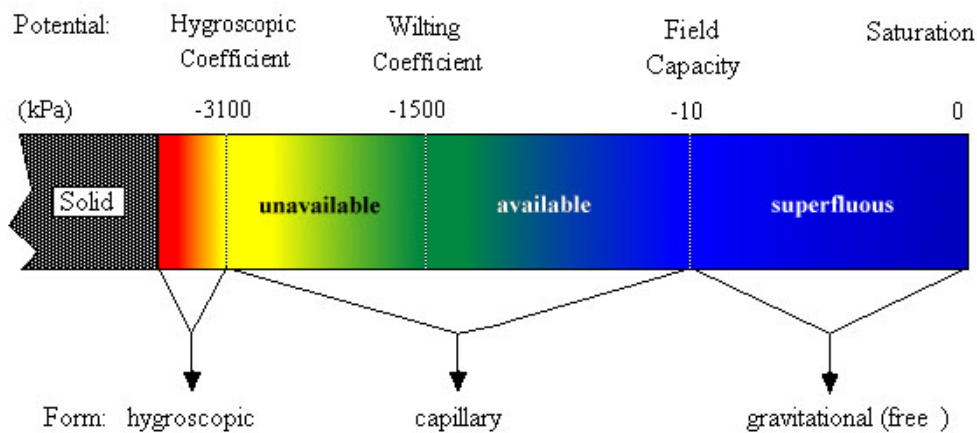 Potential: Hygroscopic Wilting Field Saturation
Coefficient Coefficient Capacity
(kPa) -3100 -1500 -10 0
Solid unavailable available superfluous
Form: hygroscopic capillary gravitational (free )